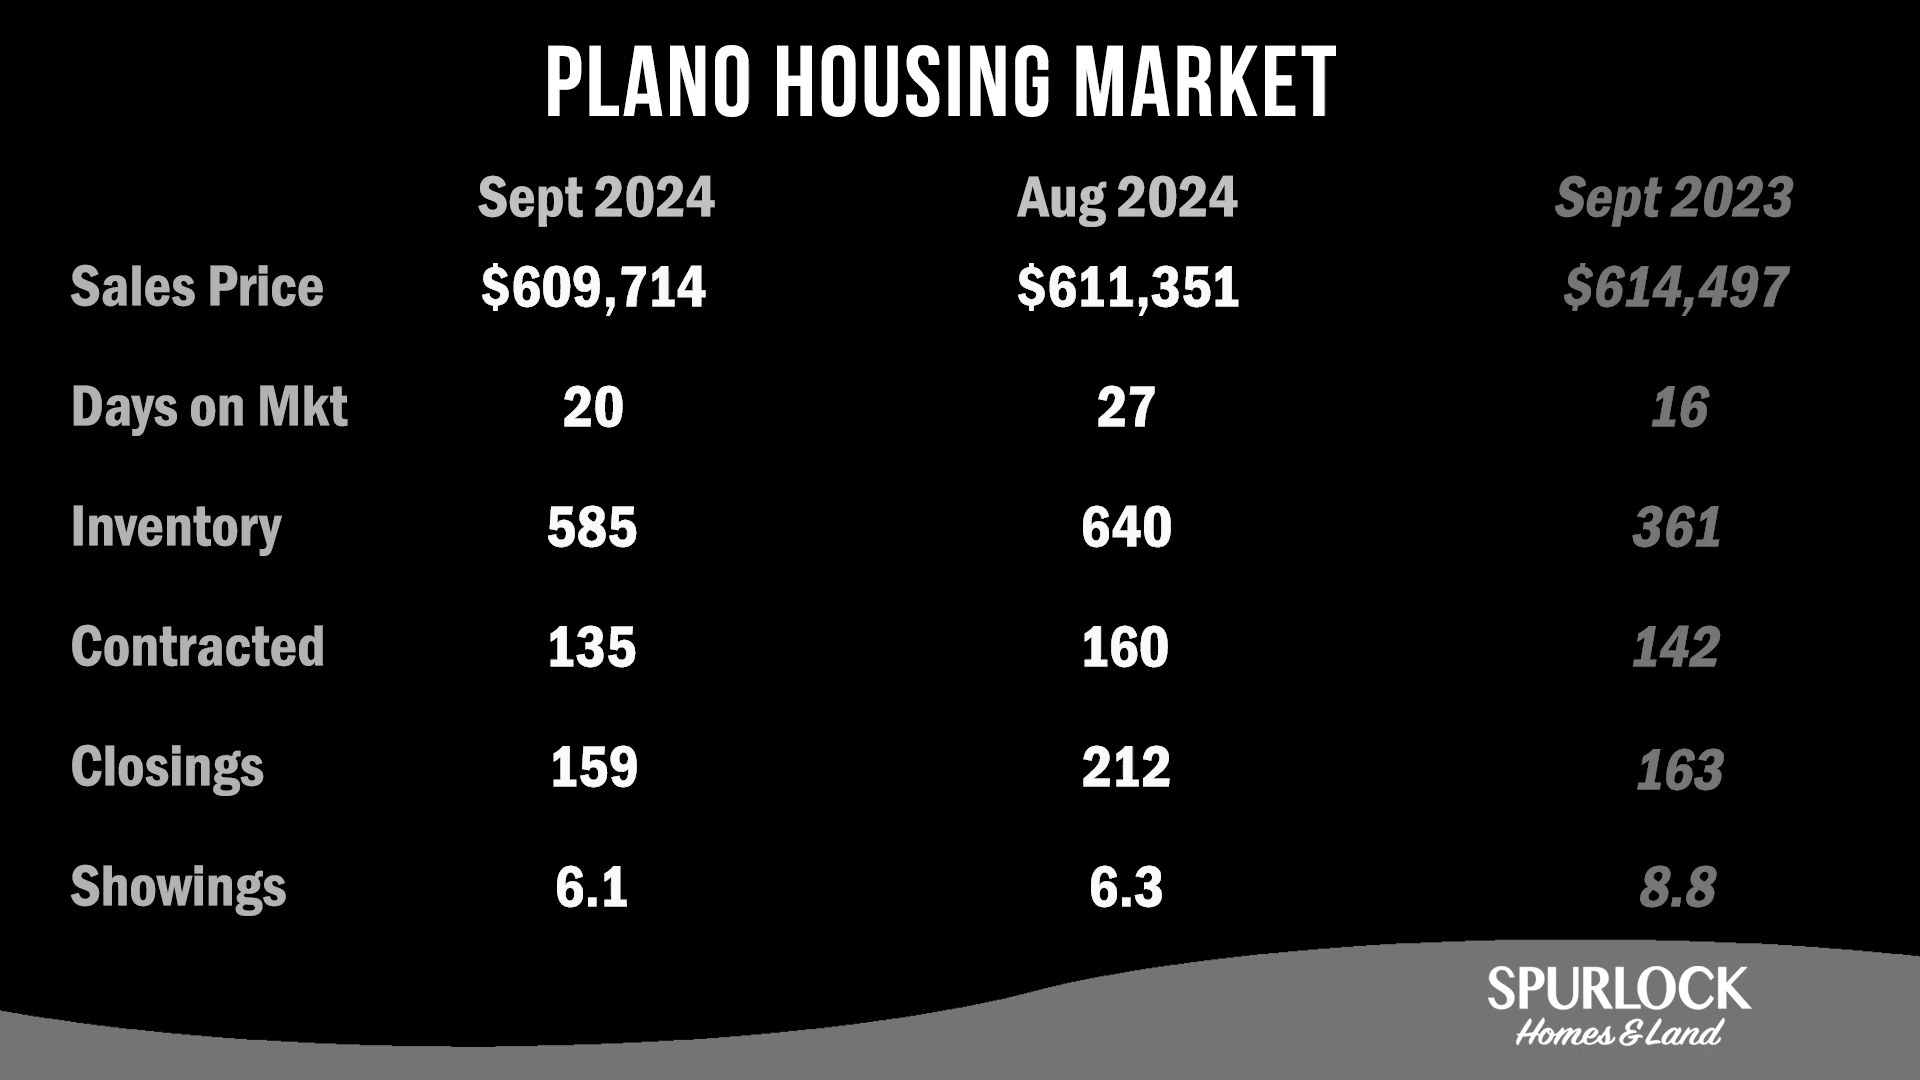 PLANO HOUSING MARKET
Sept 2024 Aug 2024 Sept 2023
Sales Price $609,714 $611,351 $614,497
Days on Mkt 20 27 16
Inventory 585 640 361
Contracted 135 160 142
Closings 159 212 163
Showings 6.1 6.3 8.8
SPURLOCK
Homes & Land